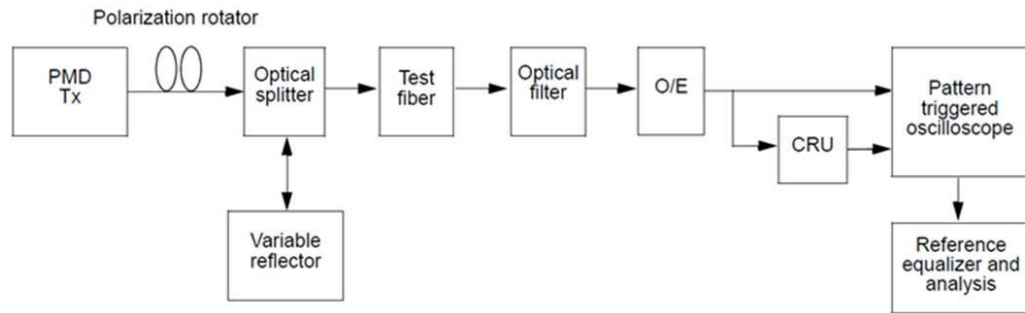 Polarization rotator
PMD
Tx
Optical
splitter
Test
fiber
Optical
filter
O/E
CRU
Pattern
triggered
oscilloscope
Variable
reflector
Reference
equalizer and
analysis